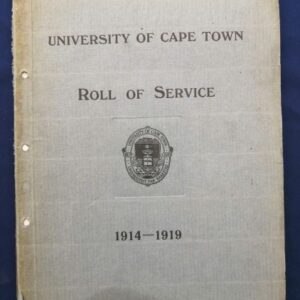 UNIVERSITY OF CAPE TOWN
ROLL OF SERVICE
1914—1919